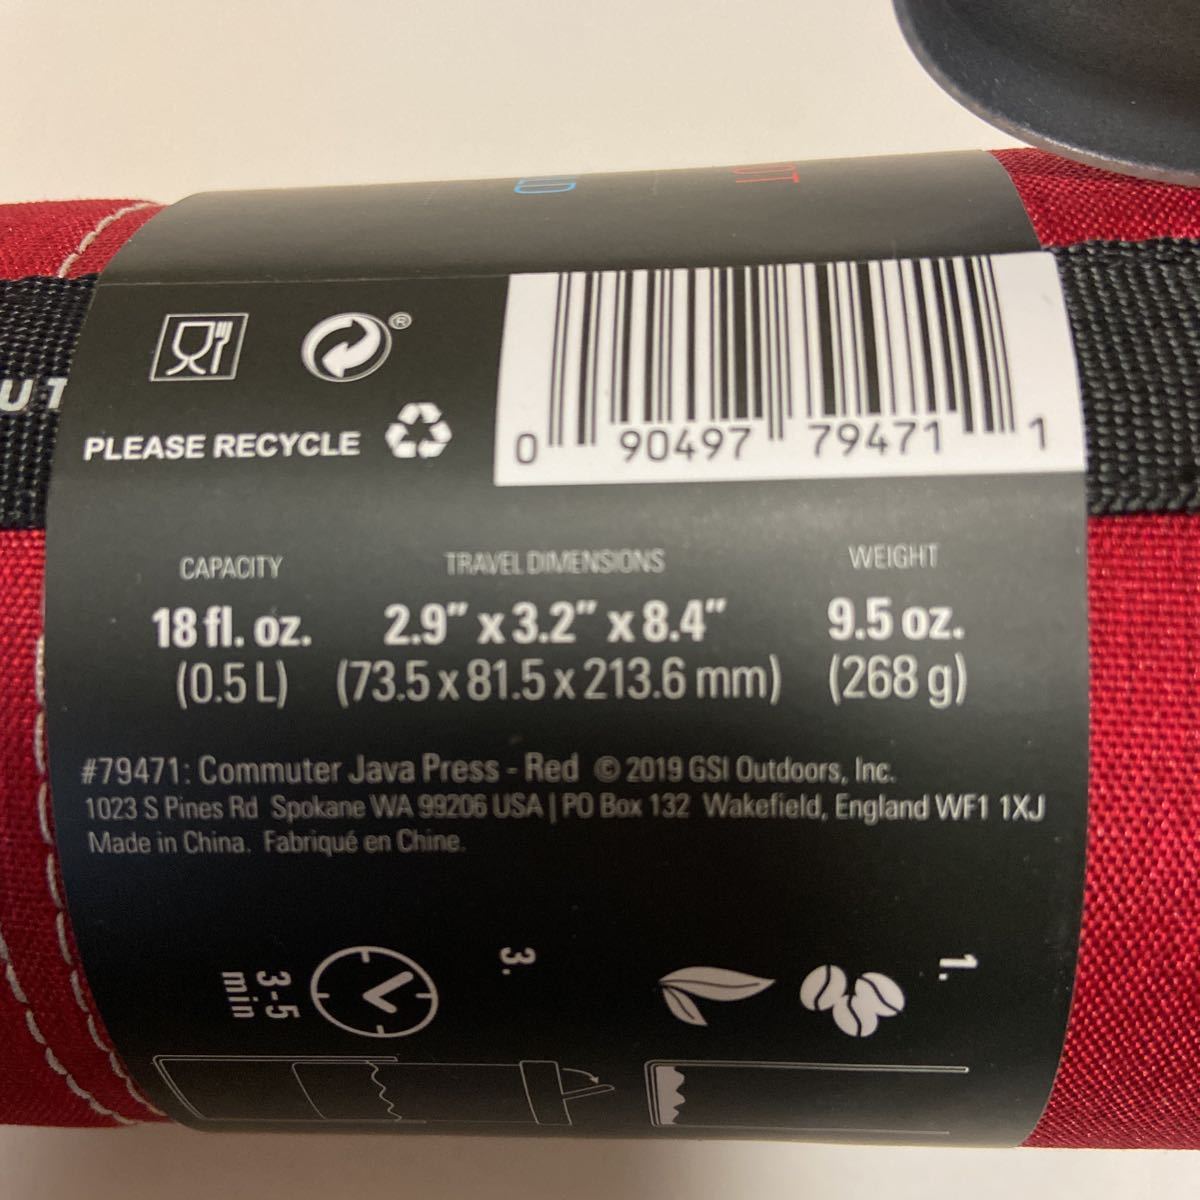 ®
PLEASE RECYCLE
0 90497 79471 1
CAPACITY
18 fl. oz.
(0.5 L)
TRAVEL DIMENSIONS
2.9" x 3.2" x 8.4"
(73.5 x 81.5 x 213.6 mm)
WEIGHT
9.5 oz.
(268 g)
#79471: Commuter Java Press - Red © 2019 GSI Outdoors, Inc.
1023 S Pines Rd Spokane WA 99206 USA | PO Box 132 Wakefield, England WF1 1XJ
Made in China. Fabriqué en Chine.
1.
3.
3-5
min